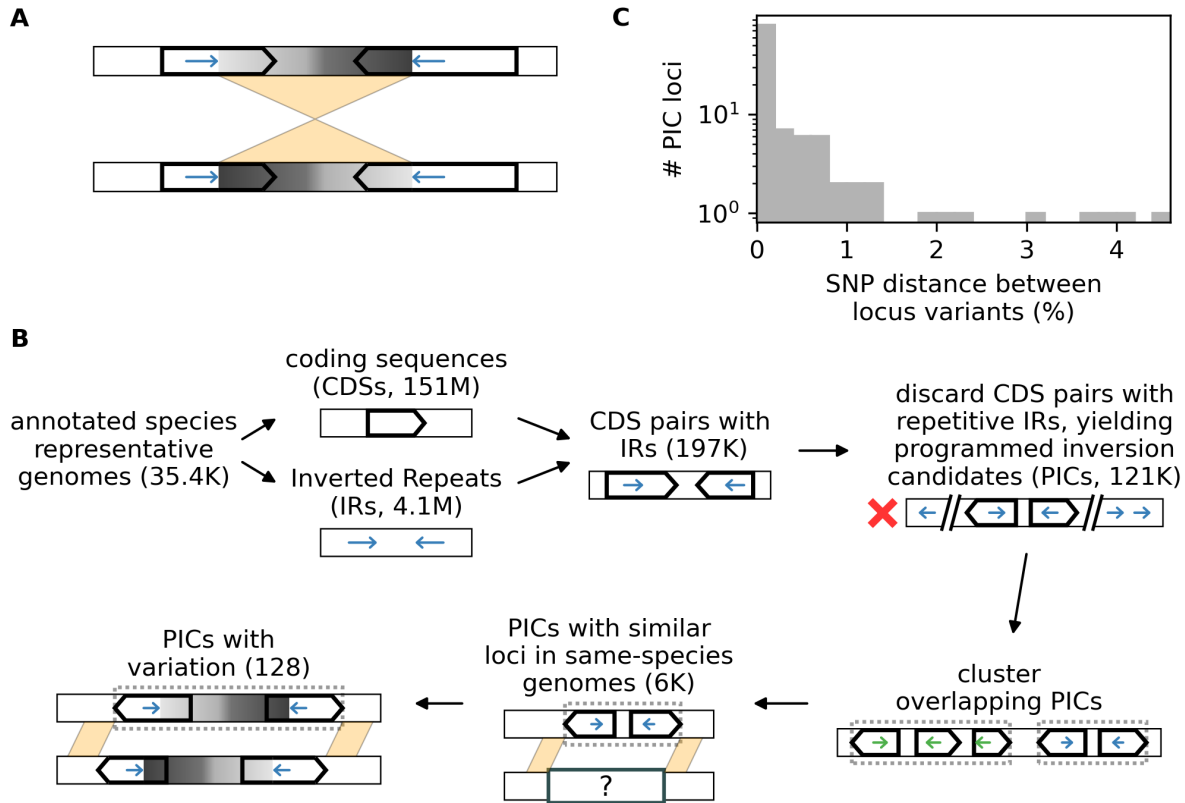 A
C
# PIC loci
10¹
10⁰
0 1 2 3 4
SNP distance between
locus variants (%)
B
annotated species
representative
genomes (35.4K)
coding sequences
(CDSs, 151M)
Inverted Repeats
(IRs, 4.1M)
CDS pairs with
IRs (197K)
discard CDS pairs with
repetitive IRs, yielding
programmed inversion
candidates (PICs, 121K)
cluster
overlapping PICs
PICs with similar
loci in same-species
genomes (6K)
?
PICs with
variation (128)